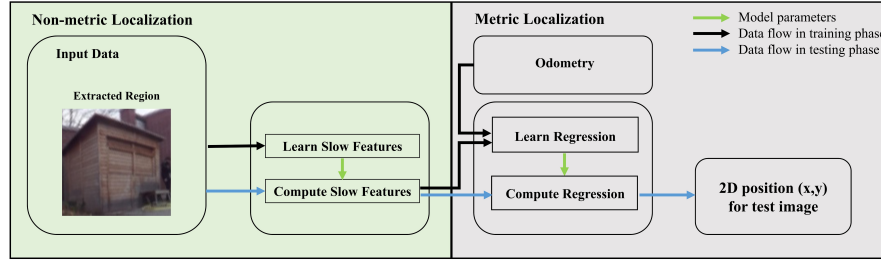 Non-metric Localization
Input Data
Extracted Region
Learn Slow Features
Compute Slow Features
Metric Localization
Model parameters
Data flow in training phase
Data flow in testing phase
Odometry
Learn Regression
Compute Regression
2D position (x,y)
for test image